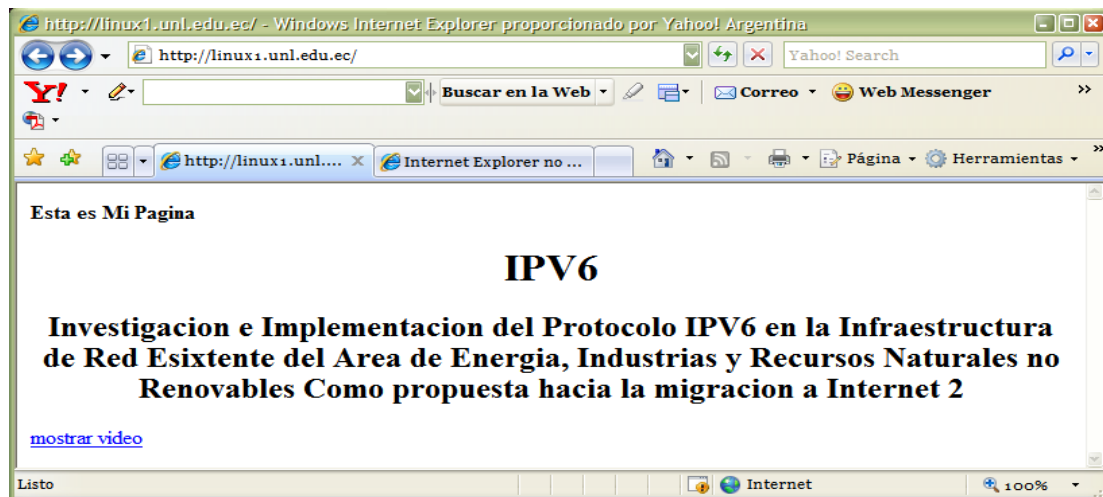 http://linux1.unl.edu.ec/ - Windows Internet Explorer proporcionado por Yahoo! Argentina
http://linux1.unl.edu.ec/ Yahoo! Search
Y! Buscar en la Web Correo Web Messenger »
http://linux1.unl.... x Internet Explorer no ... Página Herramientas »
Esta es Mi Pagina
IPV6
Investigacion e Implementacion del Protocolo IPV6 en la Infraestructura
de Red Esixtente del Area de Energia, Industrias y Recursos Naturales no
Renovables Como propuesta hacia la migracion a Internet 2
mostrar video
Listo Internet 100%